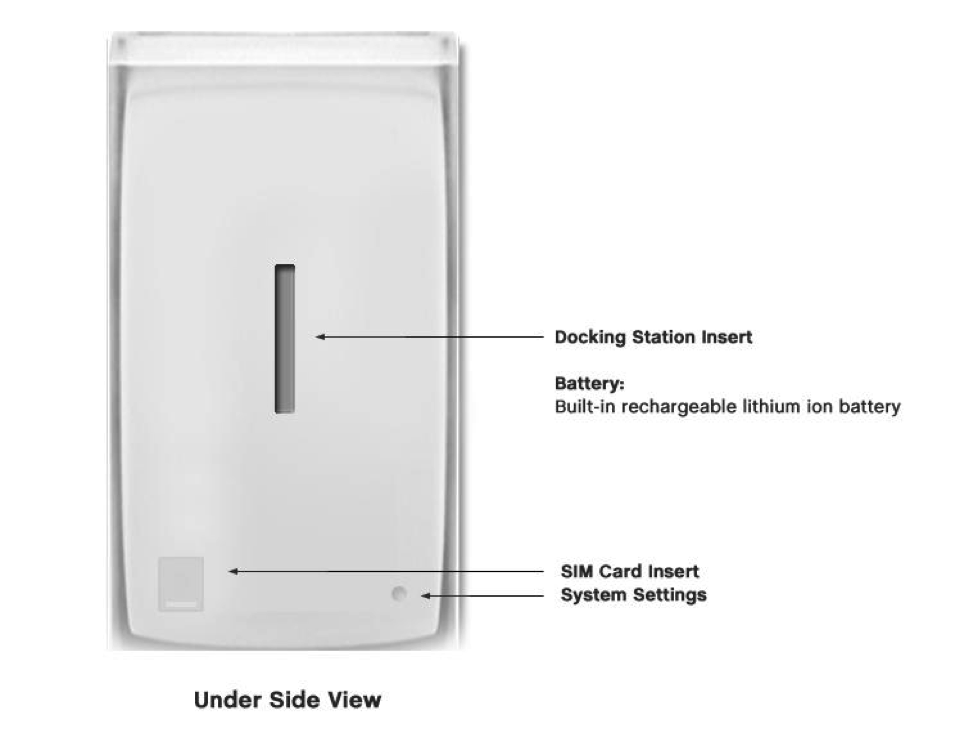 Docking Station Insert
Battery:
Built-in rechargeable lithium ion battery
SIM Card Insert
System Settings
Under Side View